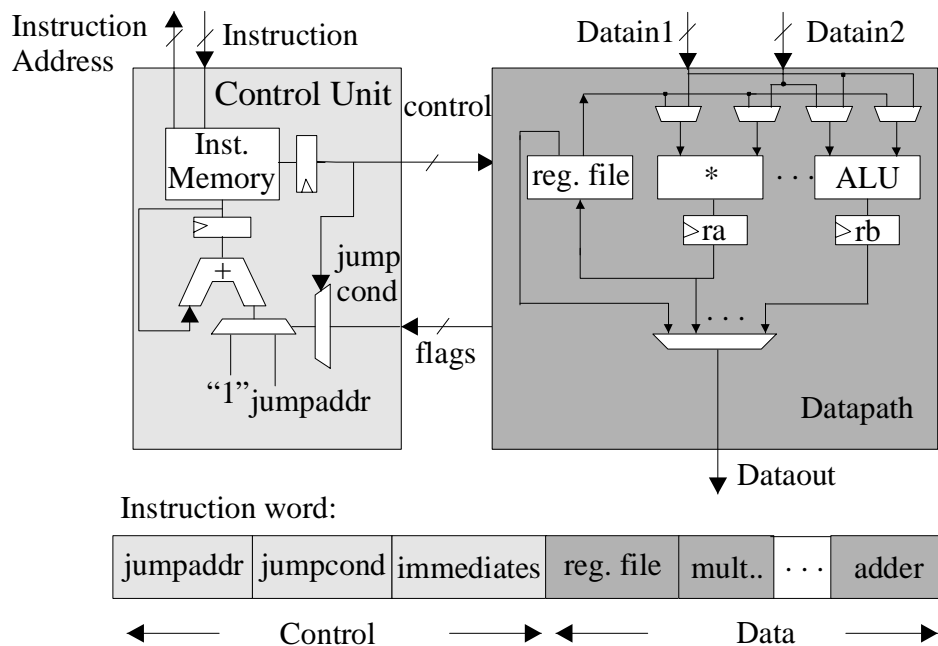 Instruction
Address
Instruction
Datain1
Datain2
Control Unit
control
Inst.
Memory
reg. file
*
. . .
ALU
ra
rb
+
jump
cond
. . .
flags
“1”
jumpaddr
Datapath
Dataout
Instruction word:
jumpaddr jumpcond immediates reg. file mult.. . . . adder
Control Data